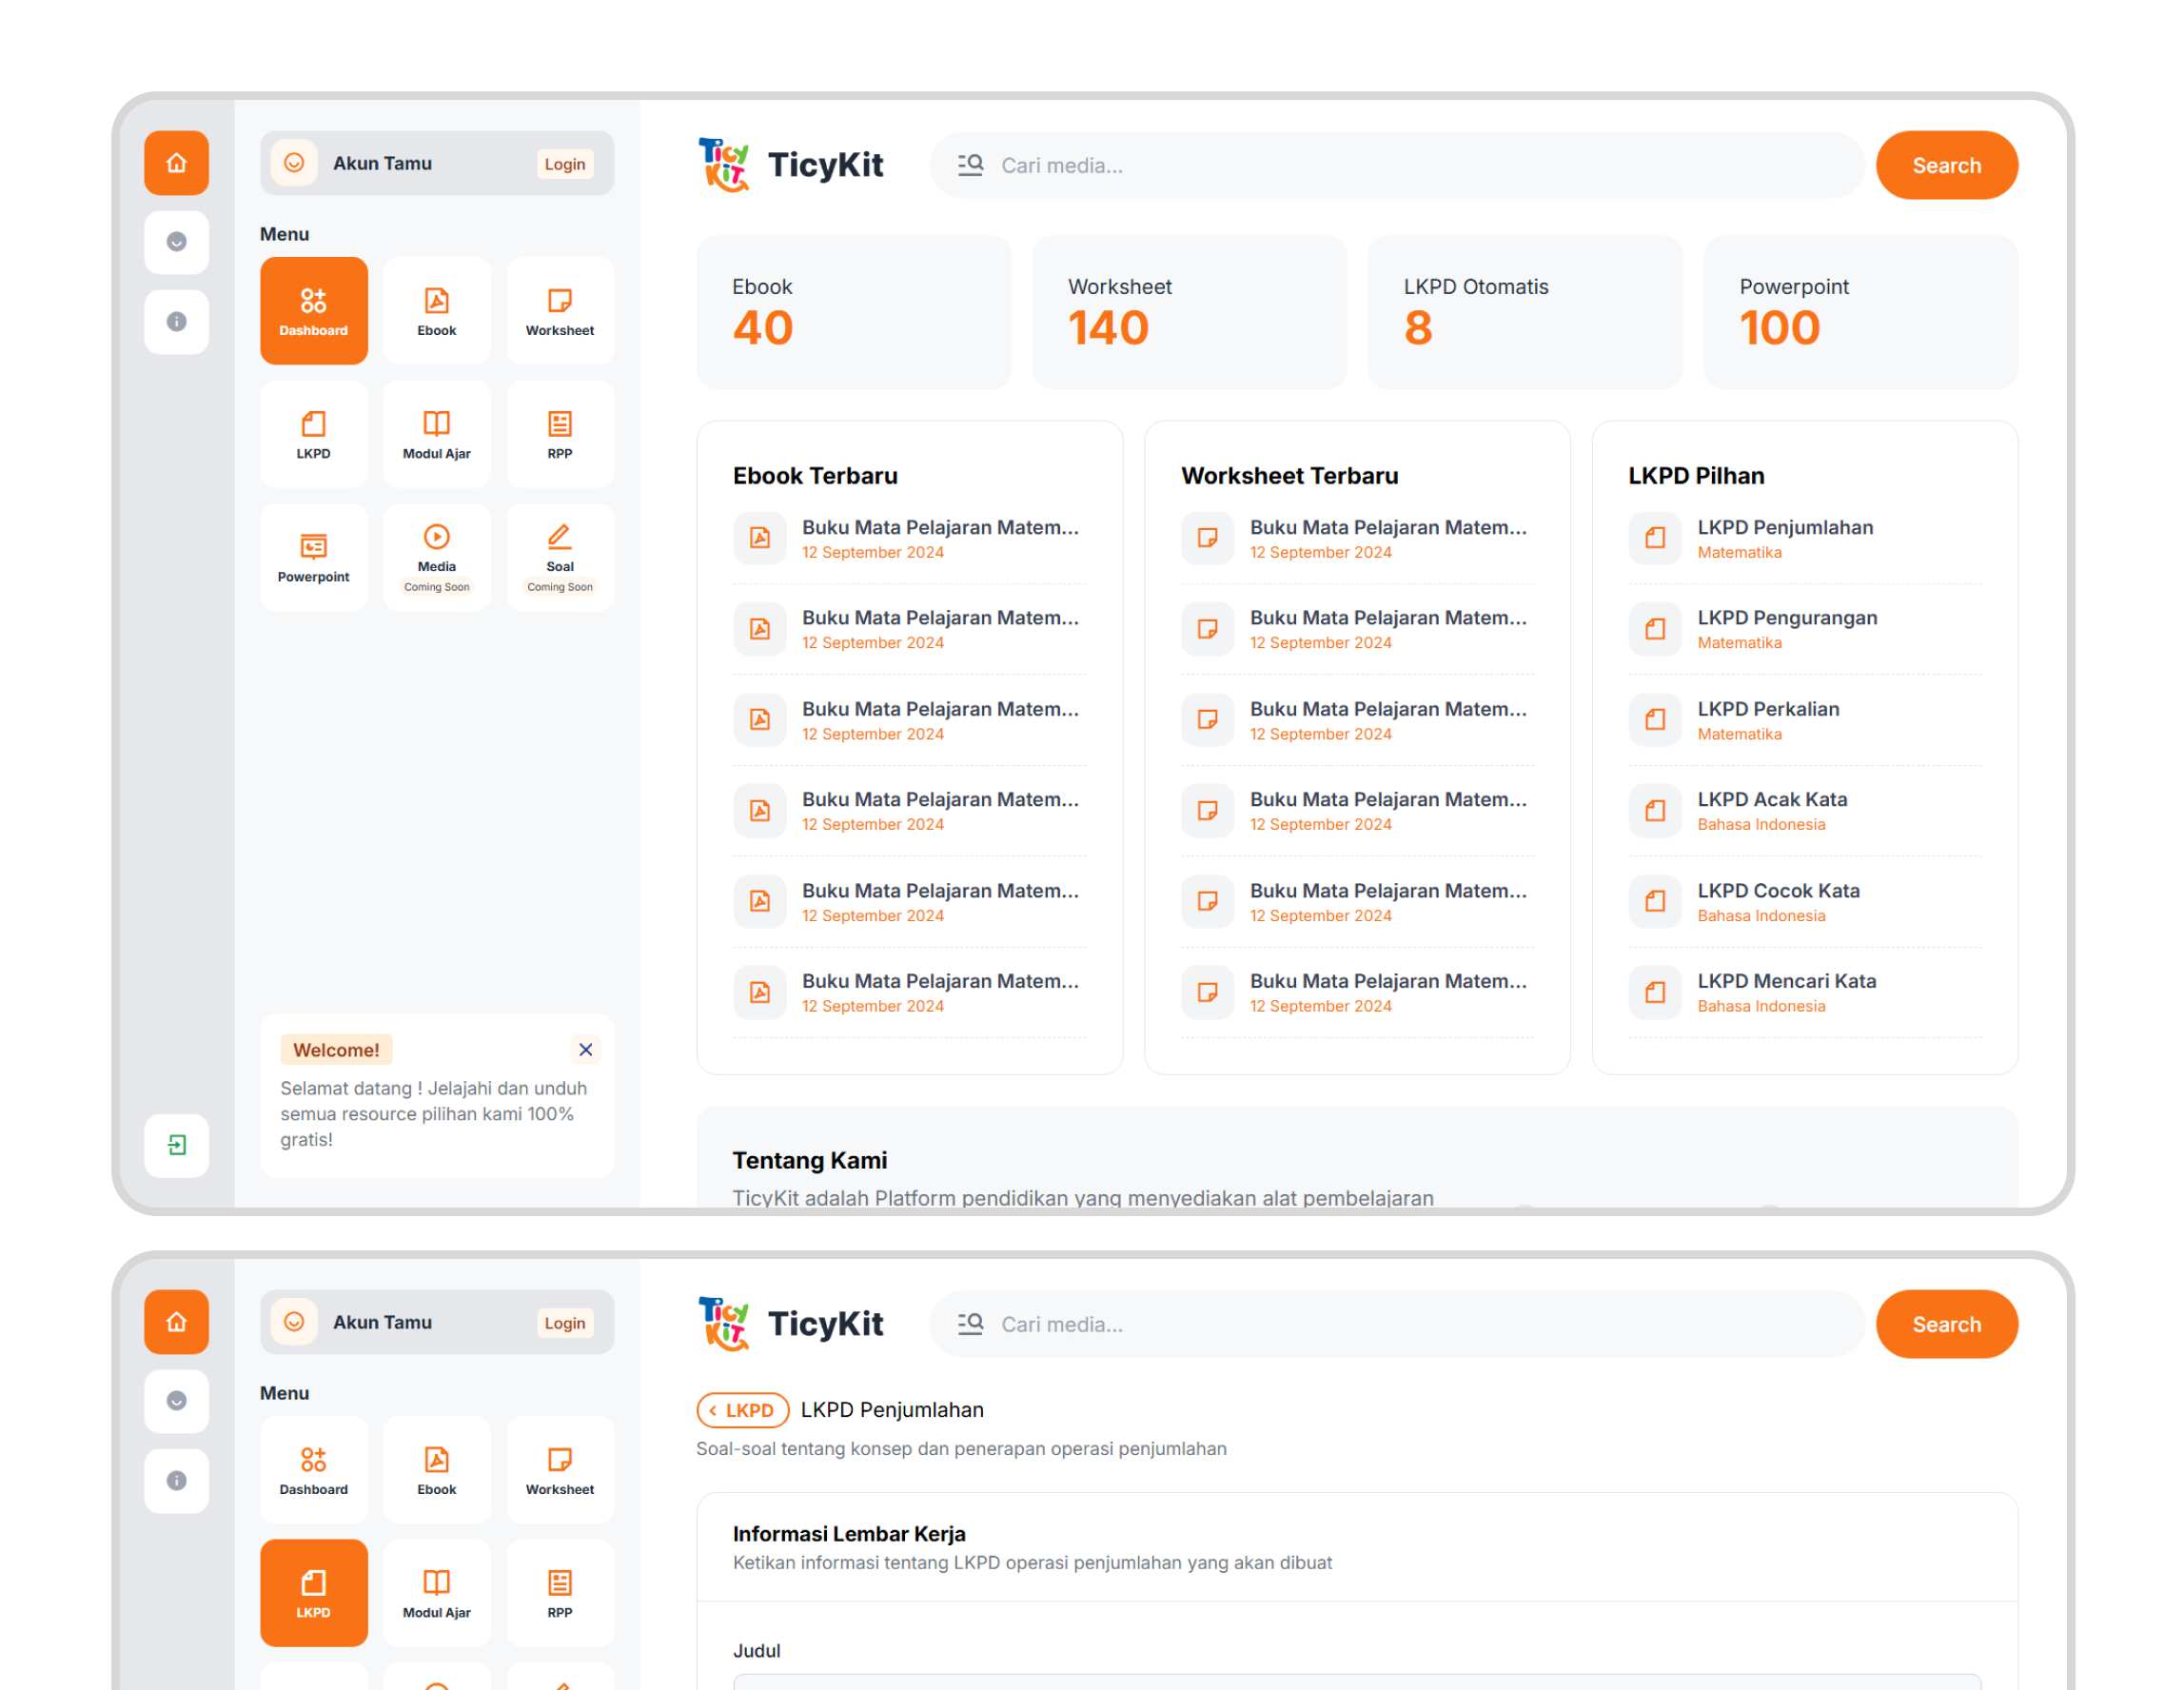 Akun Tamu
Login
Menu
Dashboard
Ebook
Worksheet
LKPD
Modul Ajar
RPP
Powerpoint
Media
Coming Soon
Soal
Coming Soon
Welcome!
Selamat datang ! Jelajahi dan unduh
semua resource pilihan kami 100%
gratis!
Ticy
Kit
TicyKit
Cari media...
Search
Ebook
40
Worksheet
140
LKPD Otomatis
8
Powerpoint
100
Ebook Terbaru
Buku Mata Pelajaran Matem...
12 September 2024
Buku Mata Pelajaran Matem...
12 September 2024
Buku Mata Pelajaran Matem...
12 September 2024
Buku Mata Pelajaran Matem...
12 September 2024
Buku Mata Pelajaran Matem...
12 September 2024
Buku Mata Pelajaran Matem...
12 September 2024
Worksheet Terbaru
Buku Mata Pelajaran Matem...
12 September 2024
Buku Mata Pelajaran Matem...
12 September 2024
Buku Mata Pelajaran Matem...
12 September 2024
Buku Mata Pelajaran Matem...
12 September 2024
Buku Mata Pelajaran Matem...
12 September 2024
Buku Mata Pelajaran Matem...
12 September 2024
LKPD Pilhan
LKPD Penjumlahan
Matematika
LKPD Pengurangan
Matematika
LKPD Perkalian
Matematika
LKPD Acak Kata
Bahasa Indonesia
LKPD Cocok Kata
Bahasa Indonesia
LKPD Mencari Kata
Bahasa Indonesia
Tentang Kami
TicyKit adalah Platform pendidikan yang menyediakan alat pembelajaran
Akun Tamu
Login
Menu
Dashboard
Ebook
Worksheet
LKPD
Modul Ajar
RPP
Ticy
Kit
TicyKit
Cari media...
Search
LKPD
LKPD Penjumlahan
Soal-soal tentang konsep dan penerapan operasi penjumlahan
Informasi Lembar Kerja
Ketikan informasi tentang LKPD operasi penjumlahan yang akan dibuat
Judul